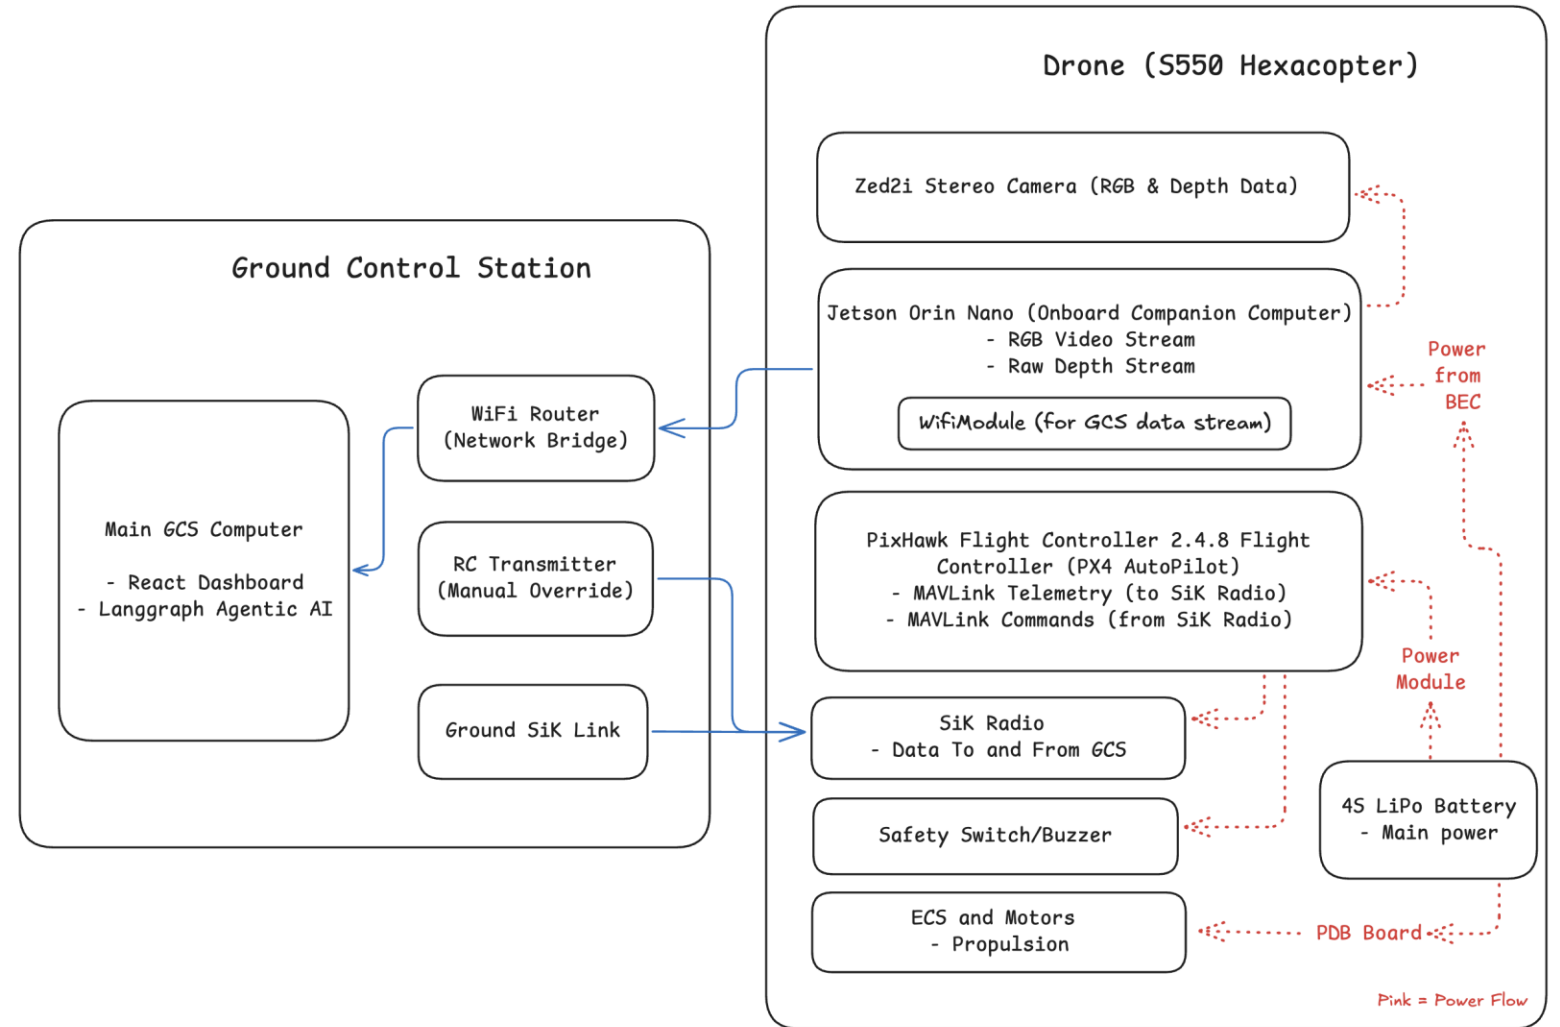 Drone (S550 Hexacopter)
Zed2i Stereo Camera (RGB & Depth Data)
Ground Control Station
Jetson Orin Nano (Onboard Companion Computer)
- RGB Video Stream
- Raw Depth Stream
WifiModule (for GCS data stream)
Power
from
BEC
WiFi Router
(Network Bridge)
Main GCS Computer
- React Dashboard
- Langgraph Agentic AI
RC Transmitter
(Manual Override)
PixHawk Flight Controller 2.4.8 Flight
Controller (PX4 AutoPilot)
- MAVLink Telemetry (to SiK Radio)
- MAVLink Commands (from SiK Radio)
Power
Module
Ground SiK Link
SiK Radio
- Data To and From GCS
4S LiPo Battery
- Main power
Safety Switch/Buzzer
ECS and Motors
- Propulsion
PDB Board
Pink = Power Flow